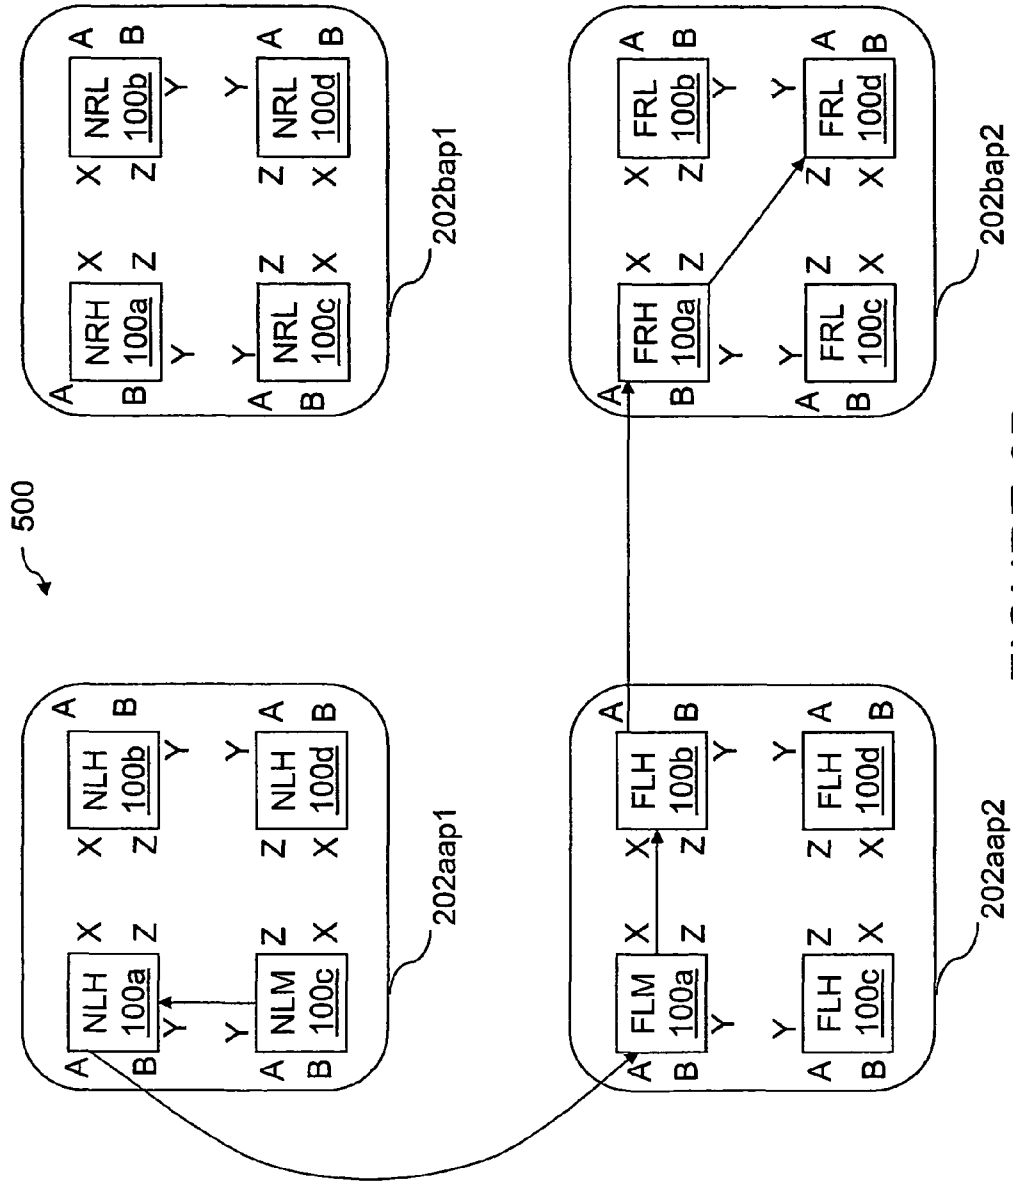 500
A X X A
NLH NLH
100a 100b
B Z Z B
Y Y
Y Y
A Z Z A
NLM NLH
100c 100d
B X X B
202aap1
A X X A
NRH NRL
100a 100b
B Z Z B
Y Y
Y Y
A Z Z A
NRL NRL
100c 100d
B X X B
202bap1
A X X A
FLM FLH
100a 100b
B Z Z B
Y Y
Y Y
A Z Z A
FLH FLH
100c 100d
B X X B
202aap2
A X X A
FRH FRL
100a 100b
B Z Z B
Y Y
Y Y
A Z Z A
FRL FRL
100c 100d
B X X B
202bap2